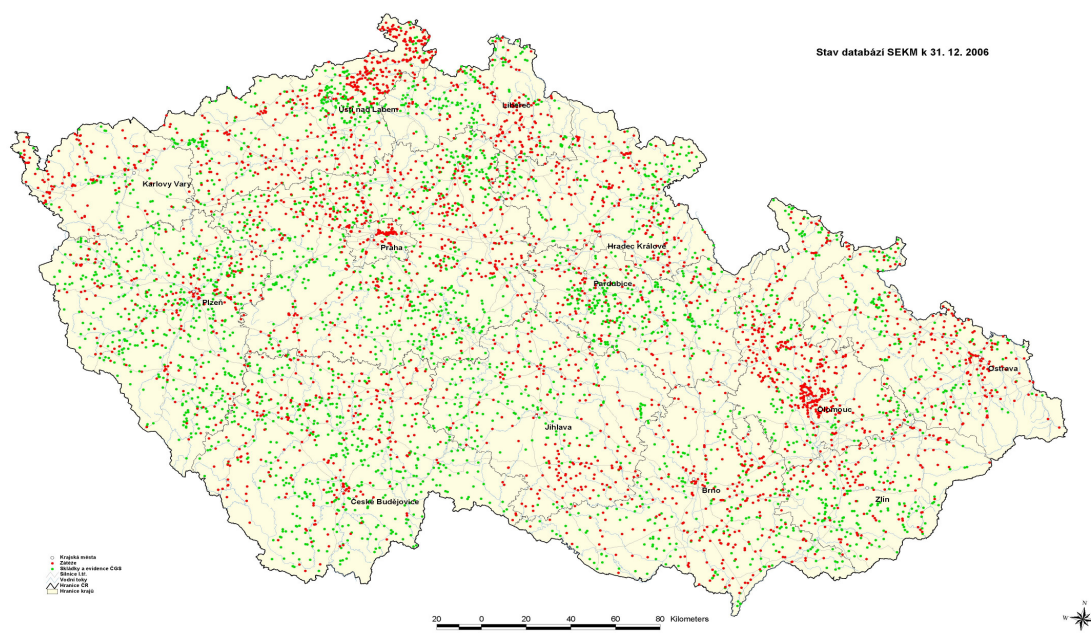 Stav databází SEKM k 31. 12. 2006
Liberec
Ústí nad Labem
Karlovy Vary
Praha
Hradec Králové
Pardubice
Plzeň
Ostrava
Olomouc
Jihlava
Brno
Zlín
České Budějovice
Krajská města
Zátěže
Skládky z evidence ČGS
Silnice I.tř.
Vodní toky
Hranice ČR
Hranice krajů
20 0 20 40 60 80 Kilometers
N
W